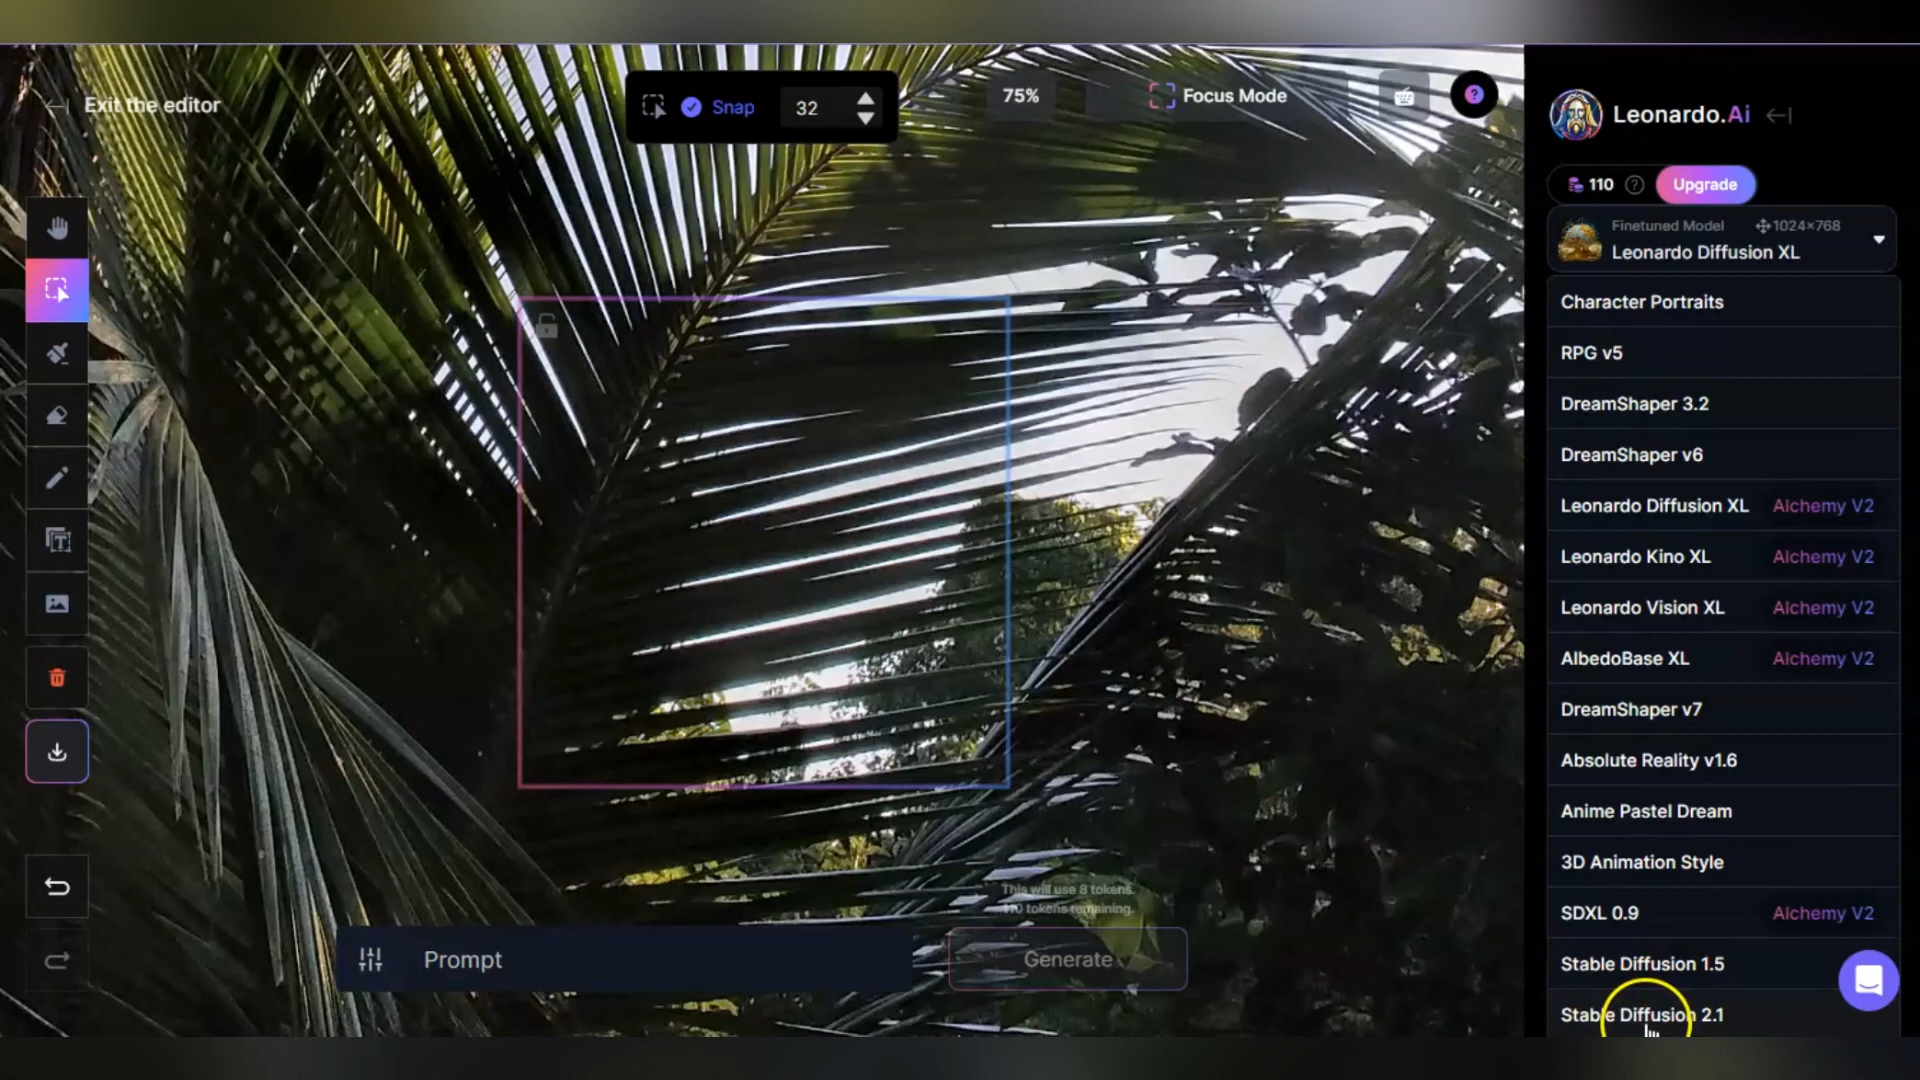 Exit the editor
Snap
32
75%
Focus Mode
?
Leonardo.Ai
110
?
Upgrade
Finetuned Model
1024×768
Leonardo Diffusion XL
Character Portraits
RPG v5
DreamShaper 3.2
DreamShaper v6
Leonardo Diffusion XL Alchemy V2
Leonardo Kino XL Alchemy V2
Leonardo Vision XL Alchemy V2
AlbedoBase XL Alchemy V2
DreamShaper v7
Absolute Reality v1.6
Anime Pastel Dream
3D Animation Style
SDXL 0.9 Alchemy V2
Stable Diffusion 1.5
Stable Diffusion 2.1
This will use 8 tokens.
110 tokens remaining.
Prompt
Generate